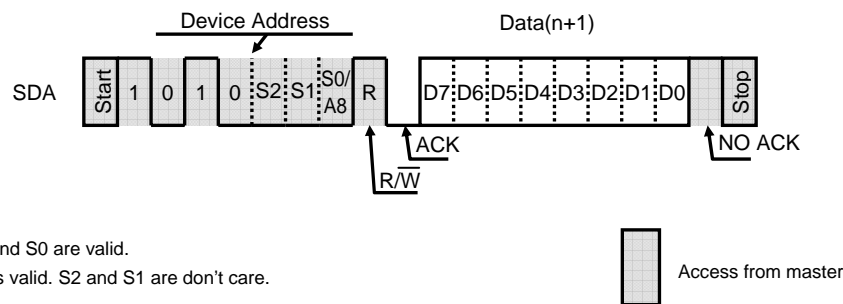 Device Address
Data(n+1)
SDA
Start 1 0 1 0 S2 S1 S0/A8 R D7 D6 D5 D4 D3 D2 D1 D0 Stop
ACK
NO ACK
R/W
nd S0 are valid.
s valid. S2 and S1 are don't care.
Access from master